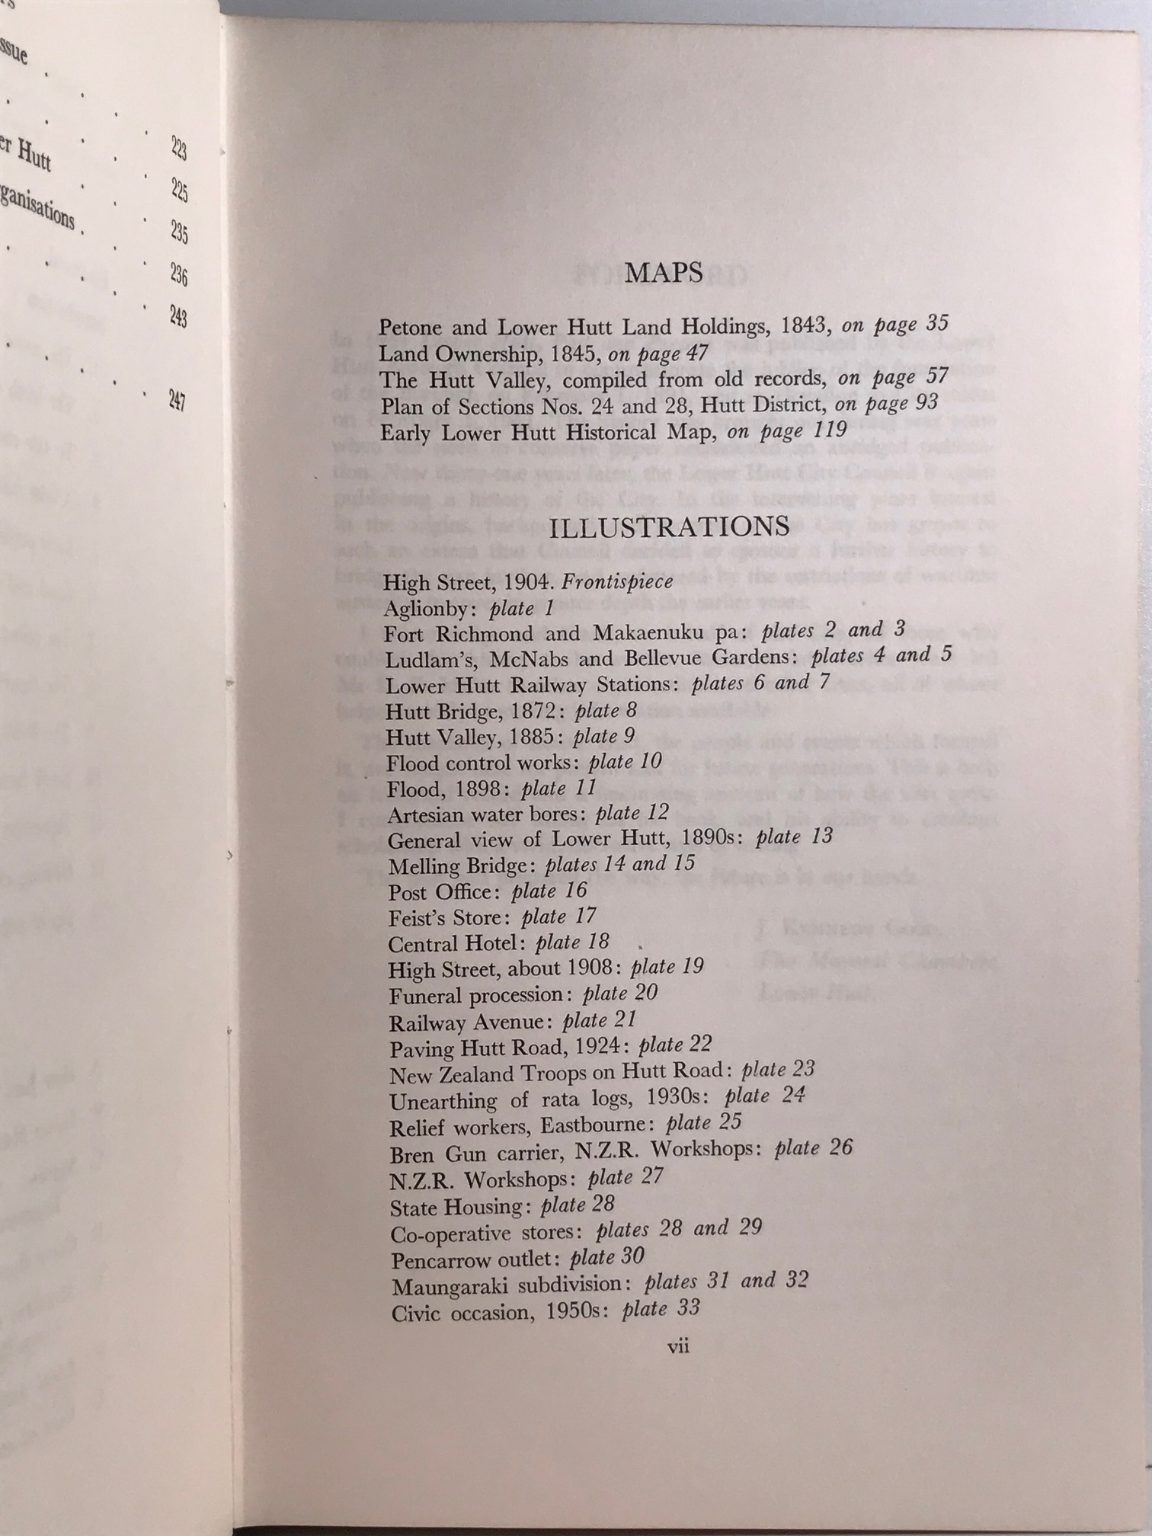 ssue
223
er Hutt
225
ganisations
235
236
243
247
MAPS
Petone and Lower Hutt Land Holdings, 1843, on page 35
Land Ownership, 1845, on page 47
The Hutt Valley, compiled from old records, on page 57
Plan of Sections Nos. 24 and 28, Hutt District, on page 93
Early Lower Hutt Historical Map, on page 119
ILLUSTRATIONS
High Street, 1904. Frontispiece
Aglionby: plate 1
Fort Richmond and Makaenuku pa: plates 2 and 3
Ludlam's, McNabs and Bellevue Gardens: plates 4 and 5
Lower Hutt Railway Stations: plates 6 and 7
Hutt Bridge, 1872: plate 8
Hutt Valley, 1885: plate 9
Flood control works: plate 10
Flood, 1898: plate 11
Artesian water bores: plate 12
General view of Lower Hutt, 1890s: plate 13
Melling Bridge: plates 14 and 15
Post Office: plate 16
Feist's Store: plate 17
Central Hotel: plate 18
High Street, about 1908: plate 19
Funeral procession: plate 20
Railway Avenue: plate 21
Paving Hutt Road, 1924: plate 22
New Zealand Troops on Hutt Road: plate 23
Unearthing of rata logs, 1930s: plate 24
Relief workers, Eastbourne: plate 25
Bren Gun carrier, N.Z.R. Workshops: plate 26
N.Z.R. Workshops: plate 27
State Housing: plate 28
Co-operative stores: plates 28 and 29
Pencarrow outlet: plate 30
Maungaraki subdivision: plates 31 and 32
Civic occasion, 1950s: plate 33
vii